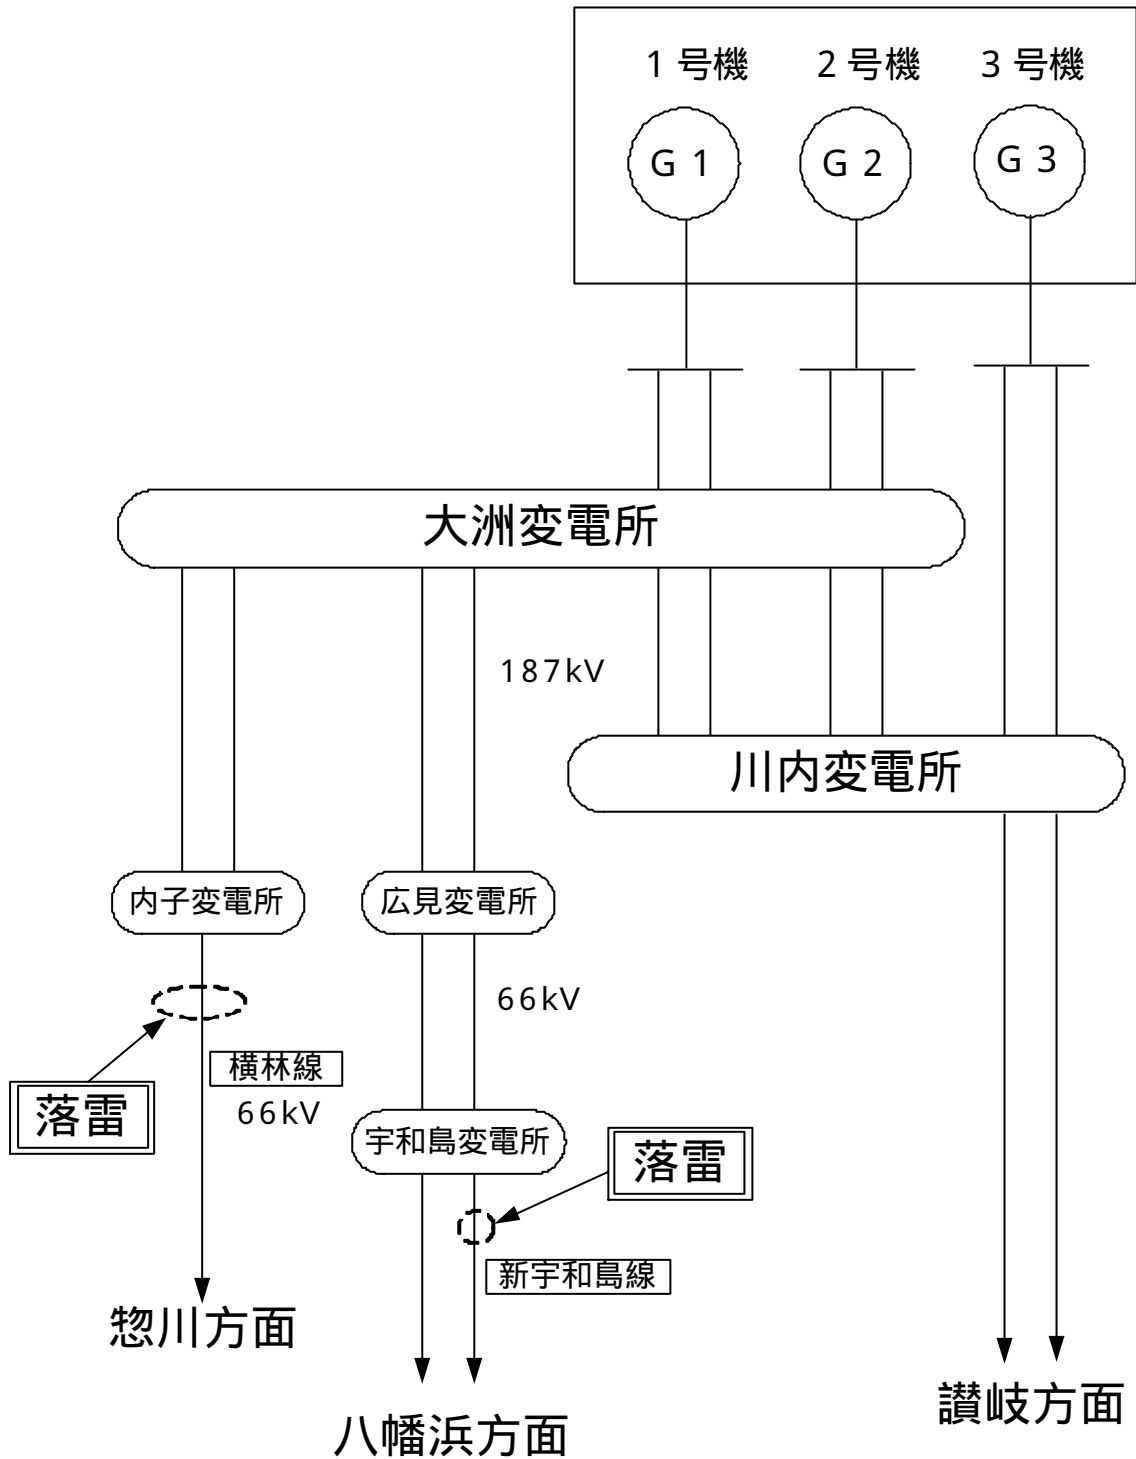 1号機 2号機 3号機
G1 G2 G3
大洲変電所
187kV
川内変電所
内子変電所 広見変電所
66kV
横林線
66kV
落雷
宇和島変電所
落雷
新宇和島線
惣川方面
讃岐方面
八幡浜方面